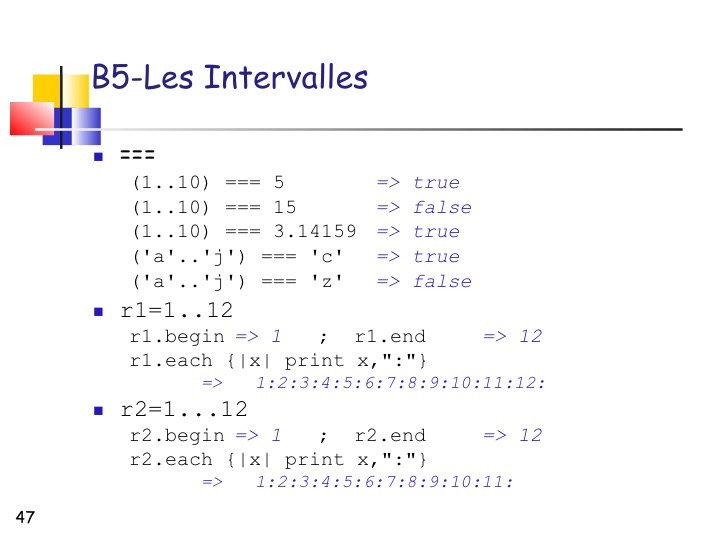 B5-Les Intervalles
===
(1..10) === 5 => true
(1..10) === 15 => false
(1..10) === 3.14159 => true
('a'..'j') === 'c' => true
('a'..'j') === 'z' => false
r1=1..12
r1.begin => 1 ; r1.end => 12
r1.each {|x| print x,":"}
=> 1:2:3:4:5:6:7:8:9:10:11:12:
r2=1...12
r2.begin => 1 ; r2.end => 12
r2.each {|x| print x,":"}
=> 1:2:3:4:5:6:7:8:9:10:11:
47